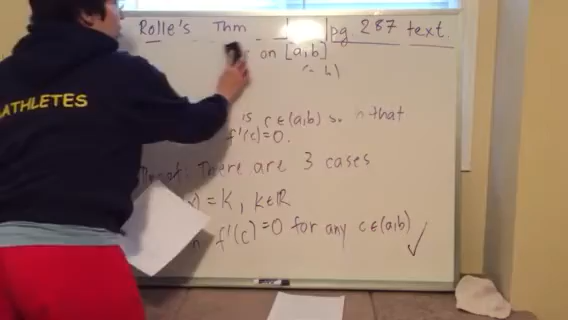 Rolle's Thm pg. 287 text.
on [a,b]
ATHLETES
is c∈(a,b) that
f'(c)=0.
There are 3 cases
= K, k∈ℝ
f'(c)=0 for any c∈(a,b) ✓